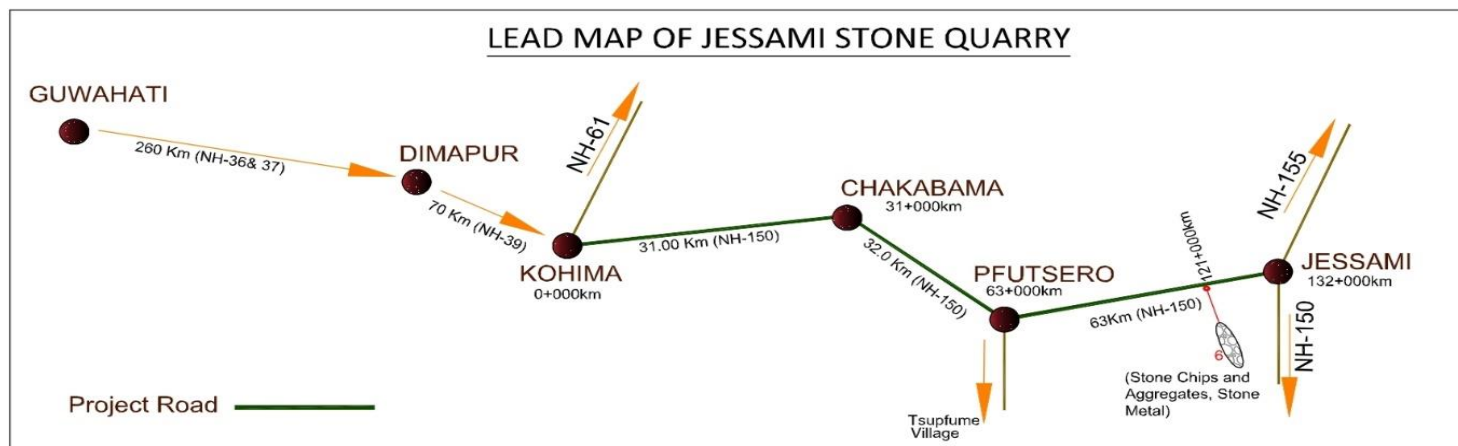 LEAD MAP OF JESSAMI STONE QUARRY
GUWAHATI
260 Km (NH-36& 37)
DIMAPUR
70 Km (NH-39)
NH-61
KOHIMA
0+000km
31.00 Km (NH-150)
CHAKABAMA
31+000km
32.0 Km (NH-150)
PFUTSERO
63+000km
63Km (NH-150)
121+000km
NH-155
JESSAMI
132+000km
NH-150
6
(Stone Chips and
Aggregates, Stone
Metal)
Tsupfume
Village
Project Road